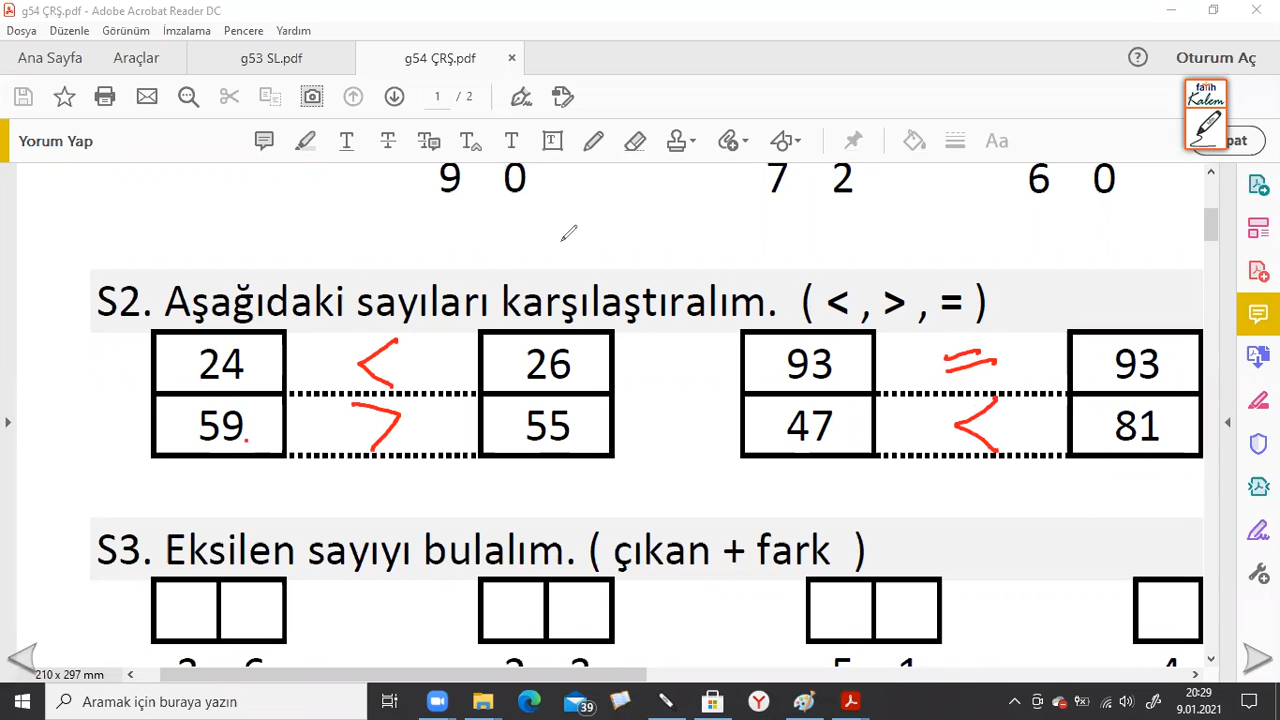 g54 ÇRŞ.pdf - Adobe Acrobat Reader DC
Dosya Düzenle Görünüm İmzalama Pencere Yardım
Ana Sayfa Araçlar g53 SL.pdf g54 ÇRŞ.pdf × ? Oturum Aç
1 / 2
fatih
Kalem
Yorum Yap T T T T Aa pat
9 0 7 2 6 0
S2. Aşağıdaki sayıları karşılaştıralım. ( < , > , = )
24 < 26 93 = 93
59. > 55 47 < 81
S3. Eksilen sayıyı bulalım. ( çıkan + fark )
210 x 297 mm
Aramak için buraya yazın
39
20:29
9.01.2021